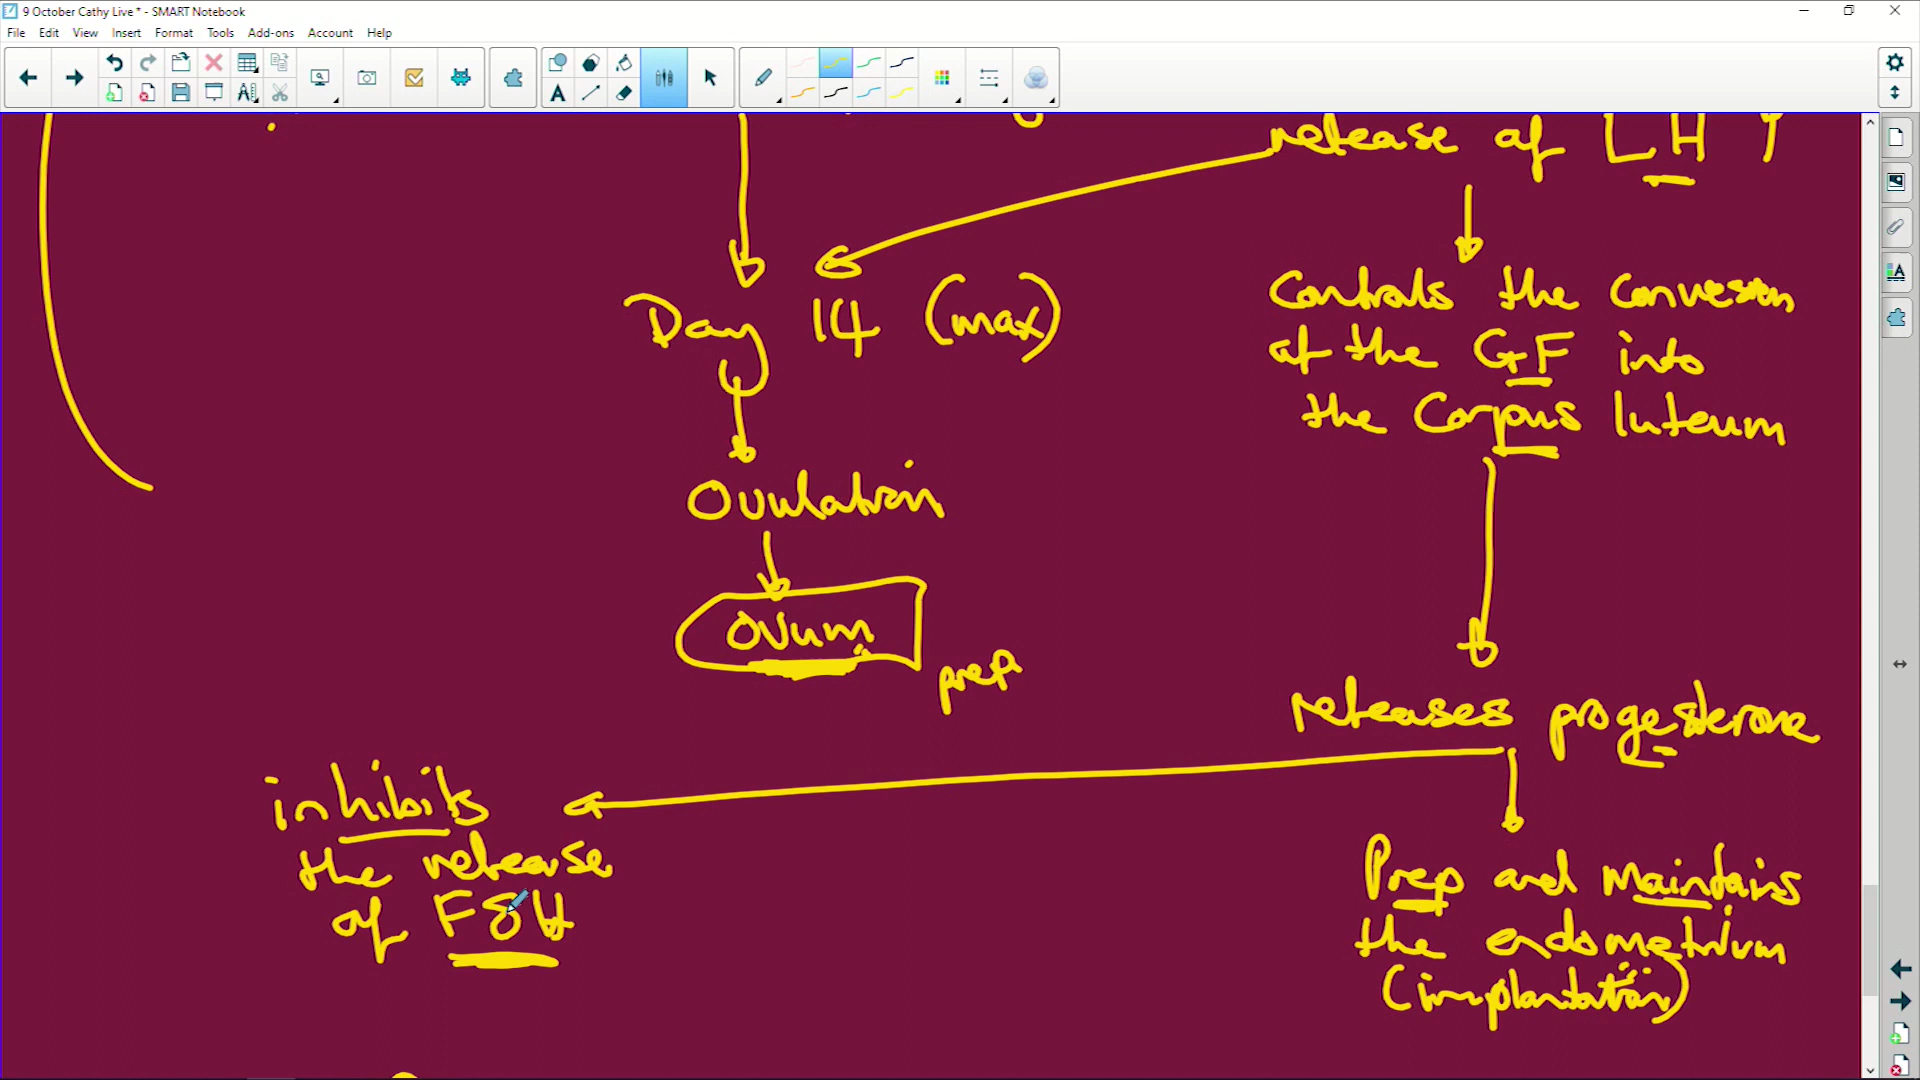 9 October Cathy Live * - SMART Notebook
File Edit View Insert Format Tools Add-ons Account Help
release of LH
Day 14 (max)
Controls the Conversion
of the GF into
the Corpus luteum
Ovulation
Ovum
prep
releases progesterone
inhibits
the release
of FSH
Prep and Maintains
the endometrium
(implantation)